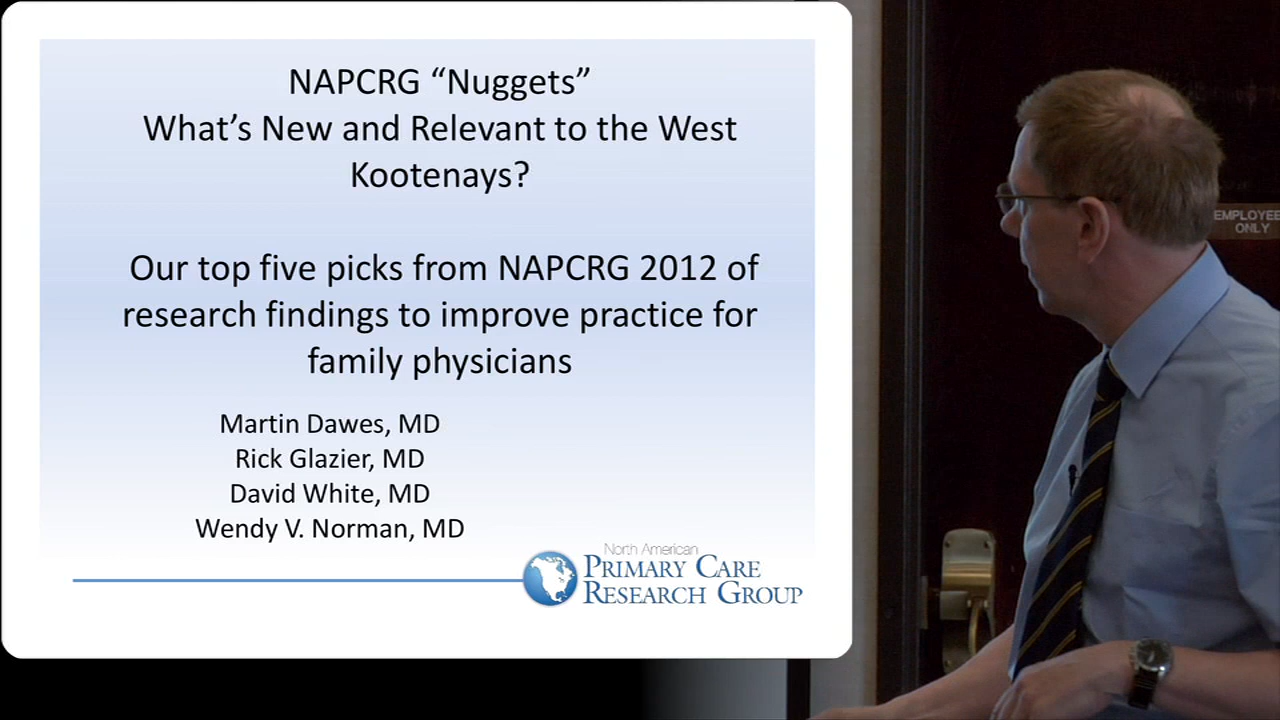 NAPCRG “Nuggets”
What’s New and Relevant to the West
Kootenays?
Our top five picks from NAPCRG 2012 of
research findings to improve practice for
family physicians
Martin Dawes, MD
Rick Glazier, MD
David White, MD
Wendy V. Norman, MD
North American
PRIMARY CARE
RESEARCH GROUP
EMPLOYEE
ONLY